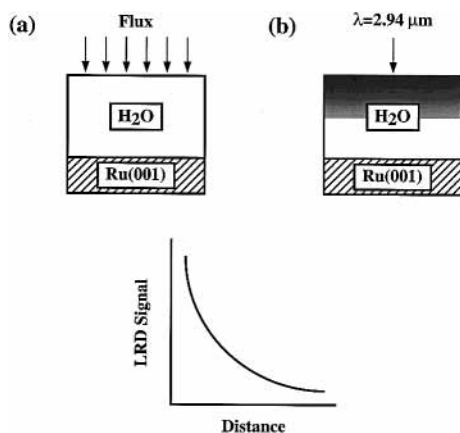 (a)
Flux
H2O
Ru(001)
(b)
λ=2.94 μm
H2O
Ru(001)
LRD Signal
Distance